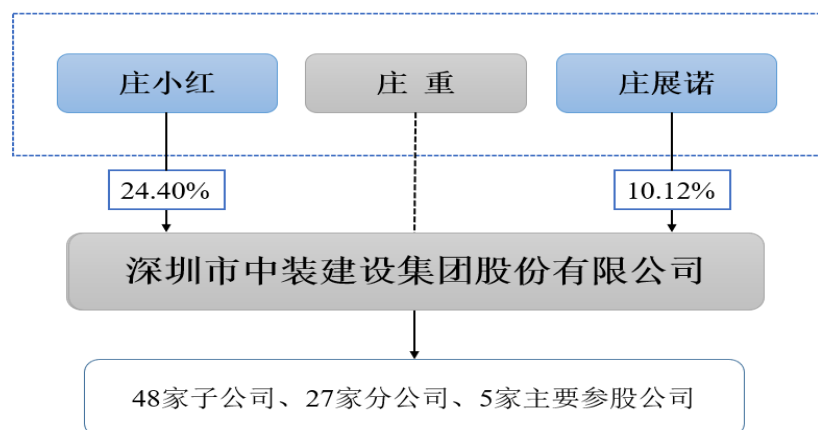 庄小红
庄 重
庄展诺
24.40%
10.12%
深圳市中装建设集团股份有限公司
48家子公司、27家分公司、5家主要参股公司